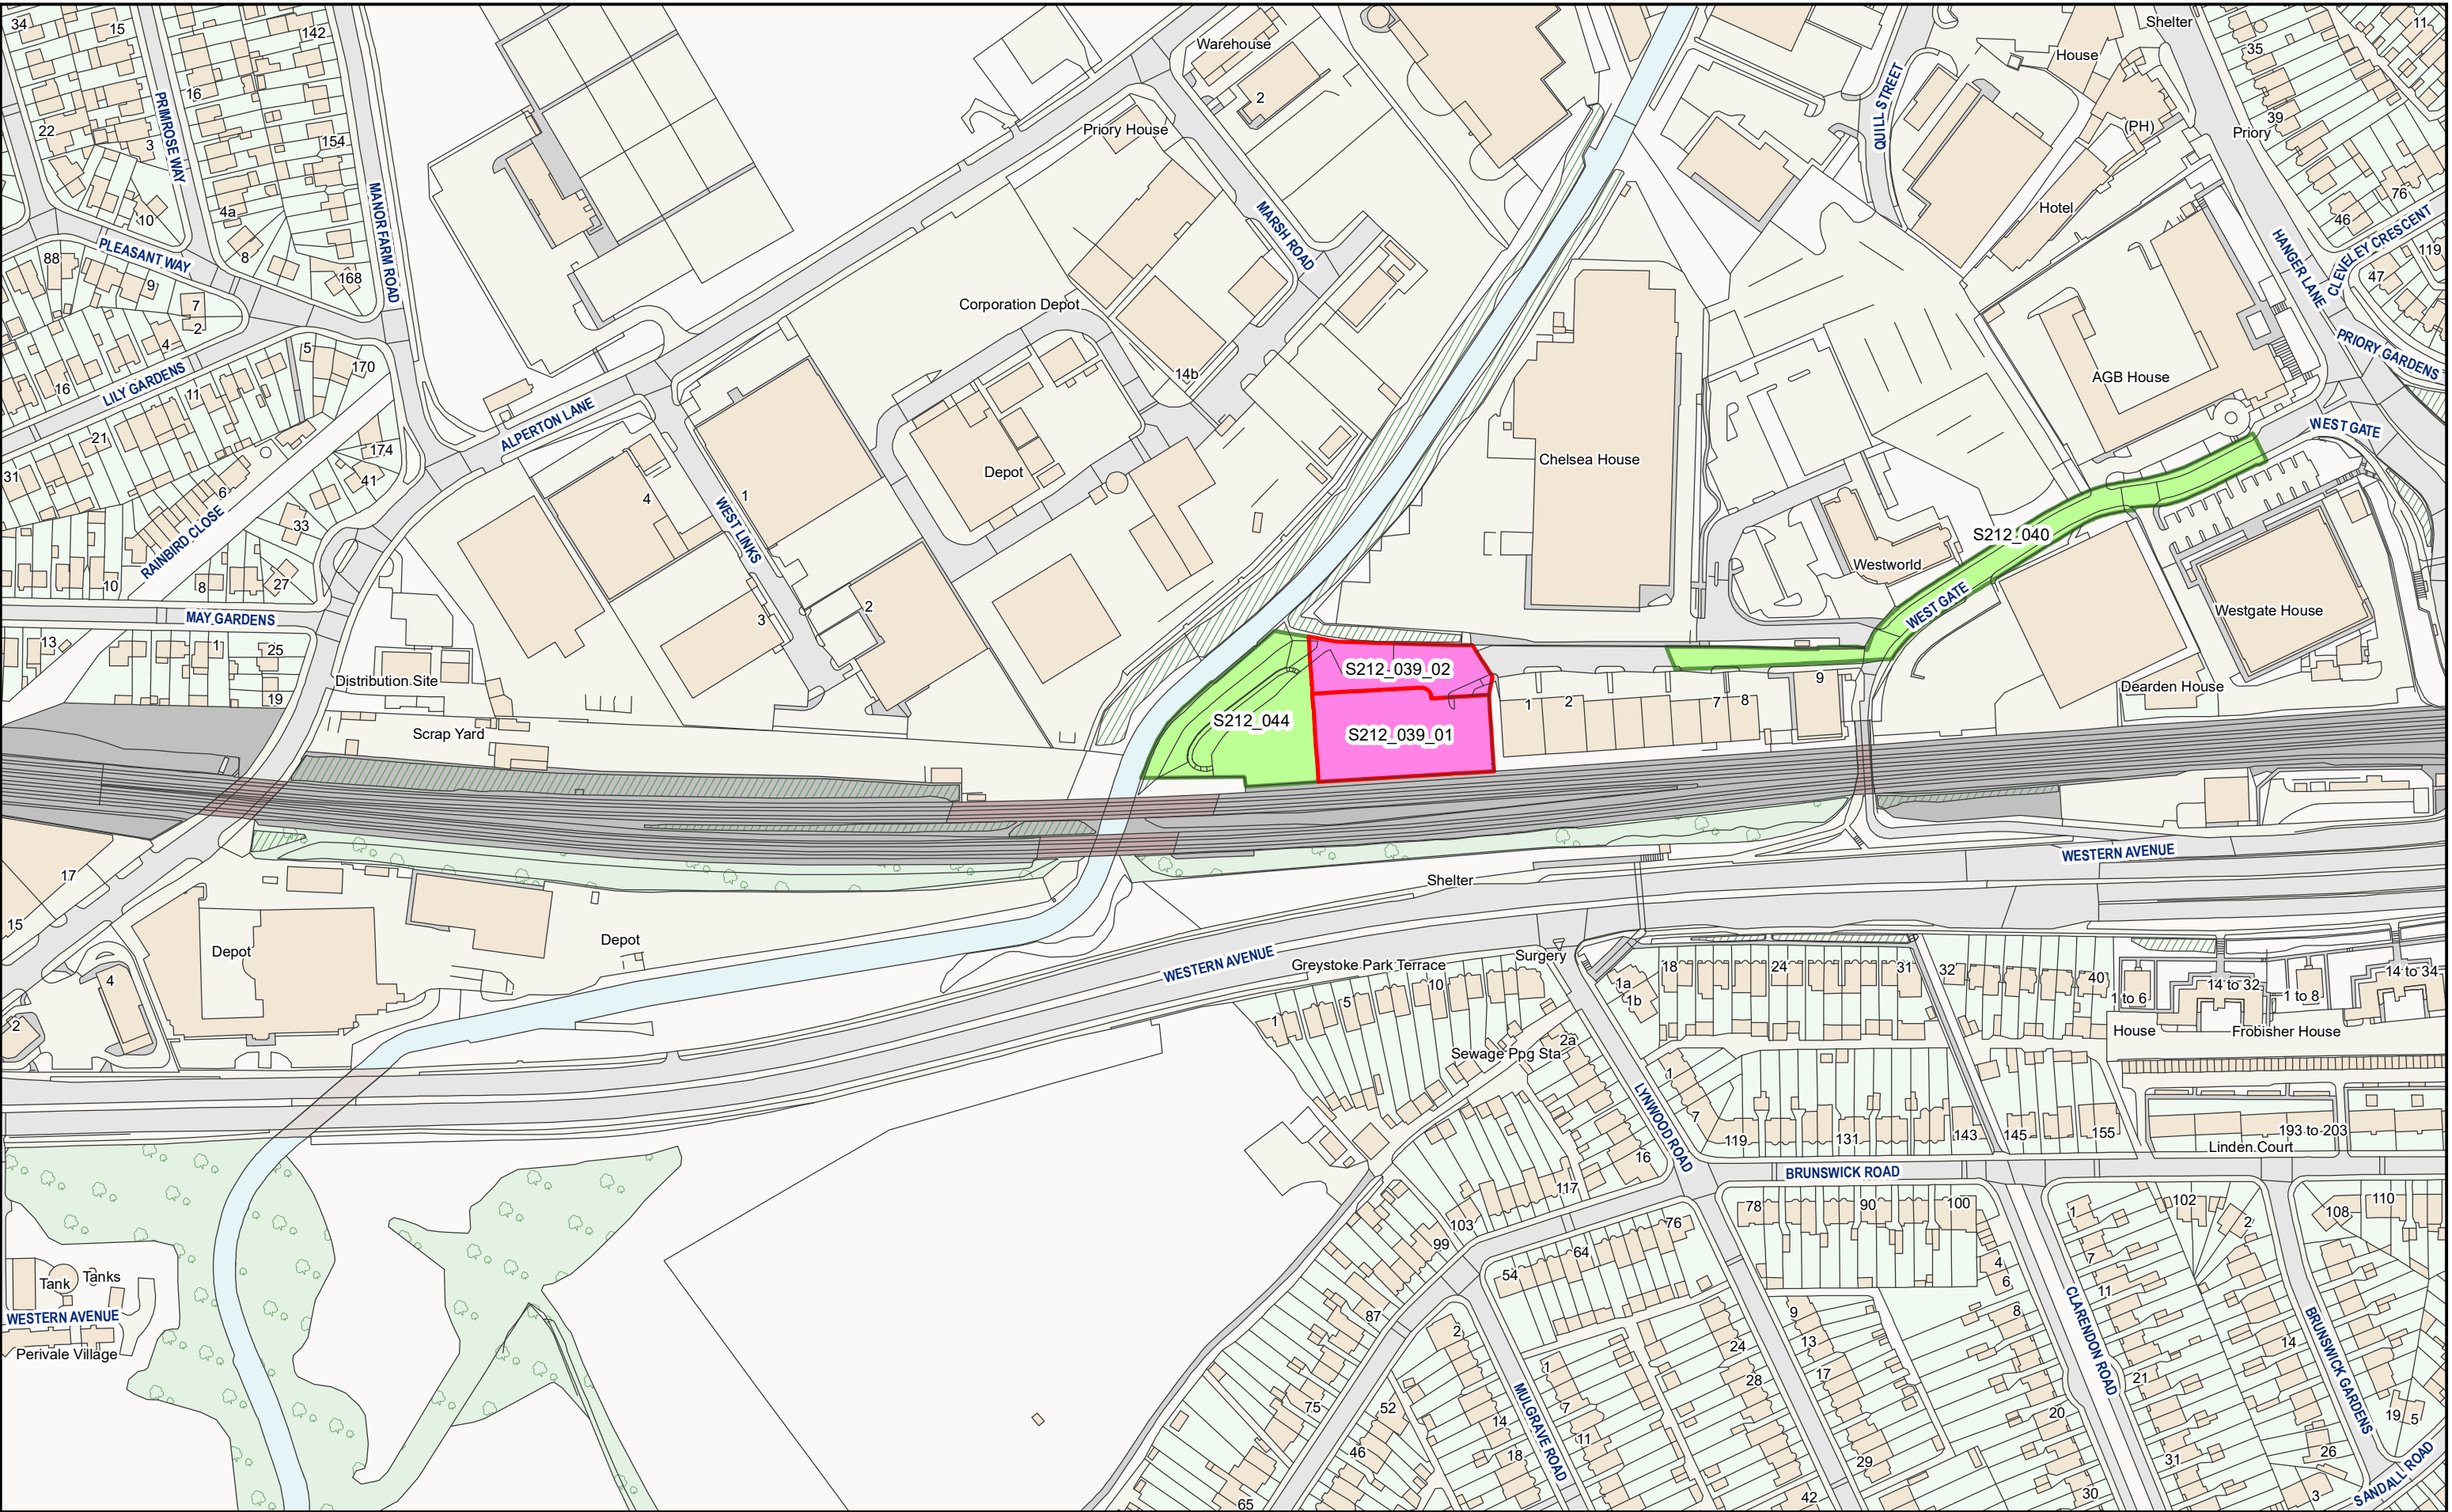 34
15
142
Warehouse
Shelter
11
35
House
16
PRIMROSE WAY
2
QUILL STREET
22
3
154
Priory House
(PH)
39
Priory
MANOR FARM ROAD
76
4a
10
MARSH ROAD
Hotel
46
CLEVELEY CRESCENT
PLEASANT WAY
88
8
168
HANGER LANE
119
47
9
7
2
Corporation Depot
4
5
170
PRIORY GARDENS
16
LILY GARDENS
11
14b
AGB House
ALPERTON LANE
WEST GATE
21
174
31
41
Depot
Chelsea House
6
4
1
WEST LINKS
33
RAINBIRD CLOSE
S212_040
Westworld
10
8
27
WEST GATE
Westgate House
MAY GARDENS
3
2
13
1
25
S212_039_02
Distribution Site
19
9
Dearden House
1
2
7
8
S212_044
S212_039_01
Scrap Yard
WESTERN AVENUE
17
Shelter
15
Depot
Depot
WESTERN AVENUE
Surgery
Greystoke Park Terrace
18
24
31
32
40
14 to 32
14 to 34
4
5
10
1a
1b
1 to 6
1 to 8
2
1
House
Frobisher House
2a
Sewage Ppg Sta
1
LYNWOOD ROAD
7
119
131
143
145
155
193 to 203
Linden Court
16
BRUNSWICK ROAD
117
78
90
100
102
110
103
76
1
2
108
99
64
7
4
54
6
Tank
Tanks
11
CLARENDON ROAD
WESTERN AVENUE
87
9
8
BRUNSWICK GARDENS
2
13
14
Perivale Village
24
1
17
21
28
MULGRAVE ROAD
75
52
7
14
20
19
5
11
46
18
29
31
26
SANDALL ROAD
65
42
30
3